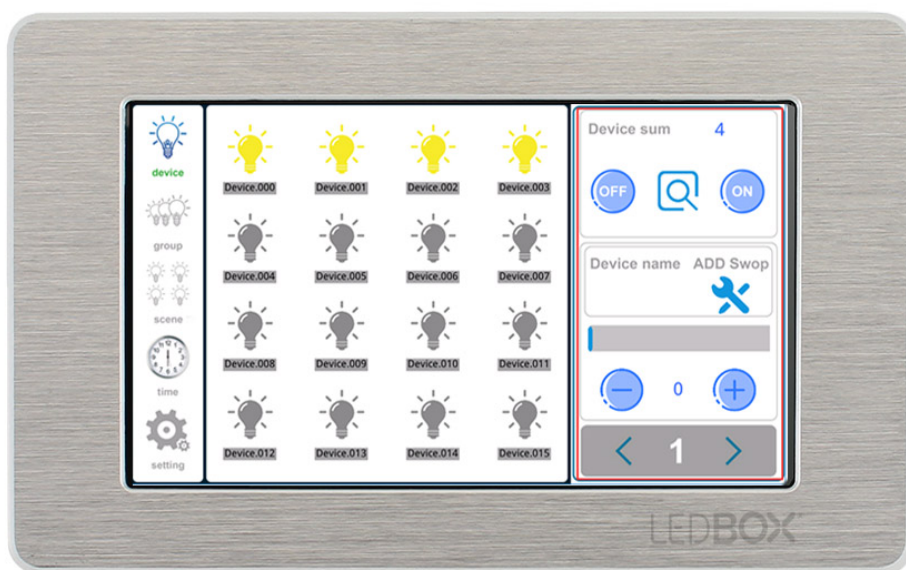 device
group
scene
time
setting
Device.000
Device.001
Device.002
Device.003
Device.004
Device.005
Device.006
Device.007
Device.008
Device.009
Device.010
Device.011
Device.012
Device.013
Device.014
Device.015
Device sum 4
OFF
ON
Device name ADD Swop
0
1
LEDBOX